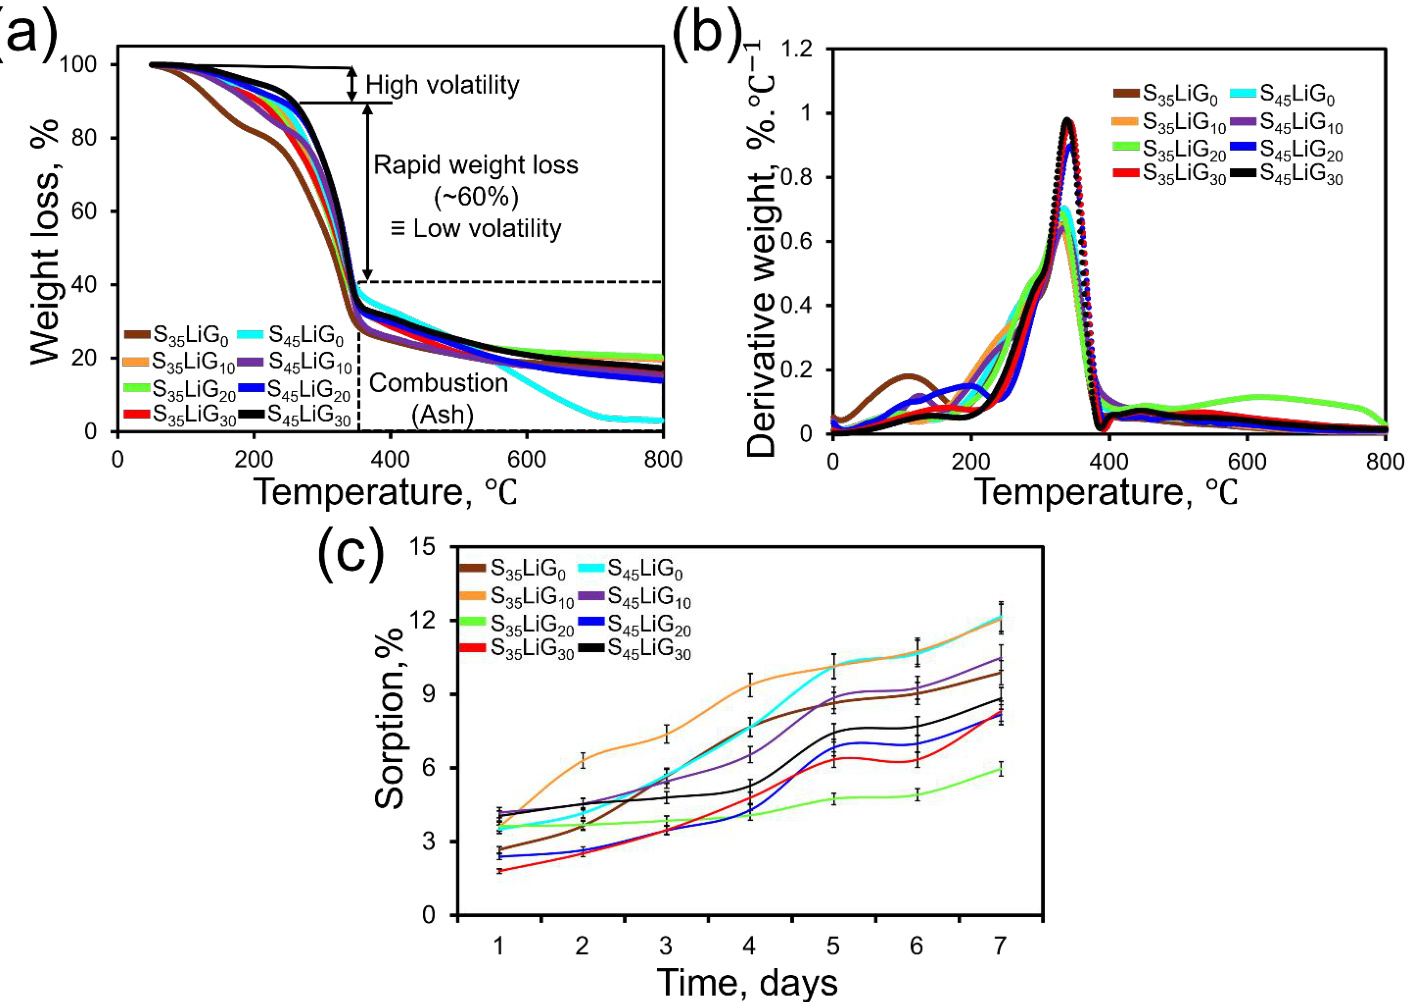 (a)
Weight loss, %
100
80
60
40
20
0
High volatility
Rapid weight loss
(~60%)
≡ Low volatility
S₃₅LiG₀ S₄₅LiG₀
S₃₅LiG₁₀ S₄₅LiG₁₀
S₃₅LiG₂₀ S₄₅LiG₂₀
S₃₅LiG₃₀ S₄₅LiG₃₀
Combustion
(Ash)
0 200 400 600 800
Temperature, °C
(b)
Derivative weight, %.°C⁻¹
1.2
1
0.8
0.6
0.4
0.2
0
S₃₅LiG₀ S₄₅LiG₀
S₃₅LiG₁₀ S₄₅LiG₁₀
S₃₅LiG₂₀ S₄₅LiG₂₀
S₃₅LiG₃₀ S₄₅LiG₃₀
0 200 400 600 800
Temperature, °C
(c)
Sorption,%
15
12
9
6
3
0
S₃₅LiG₀ S₄₅LiG₀
S₃₅LiG₁₀ S₄₅LiG₁₀
S₃₅LiG₂₀ S₄₅LiG₂₀
S₃₅LiG₃₀ S₄₅LiG₃₀
1 2 3 4 5 6 7
Time, days